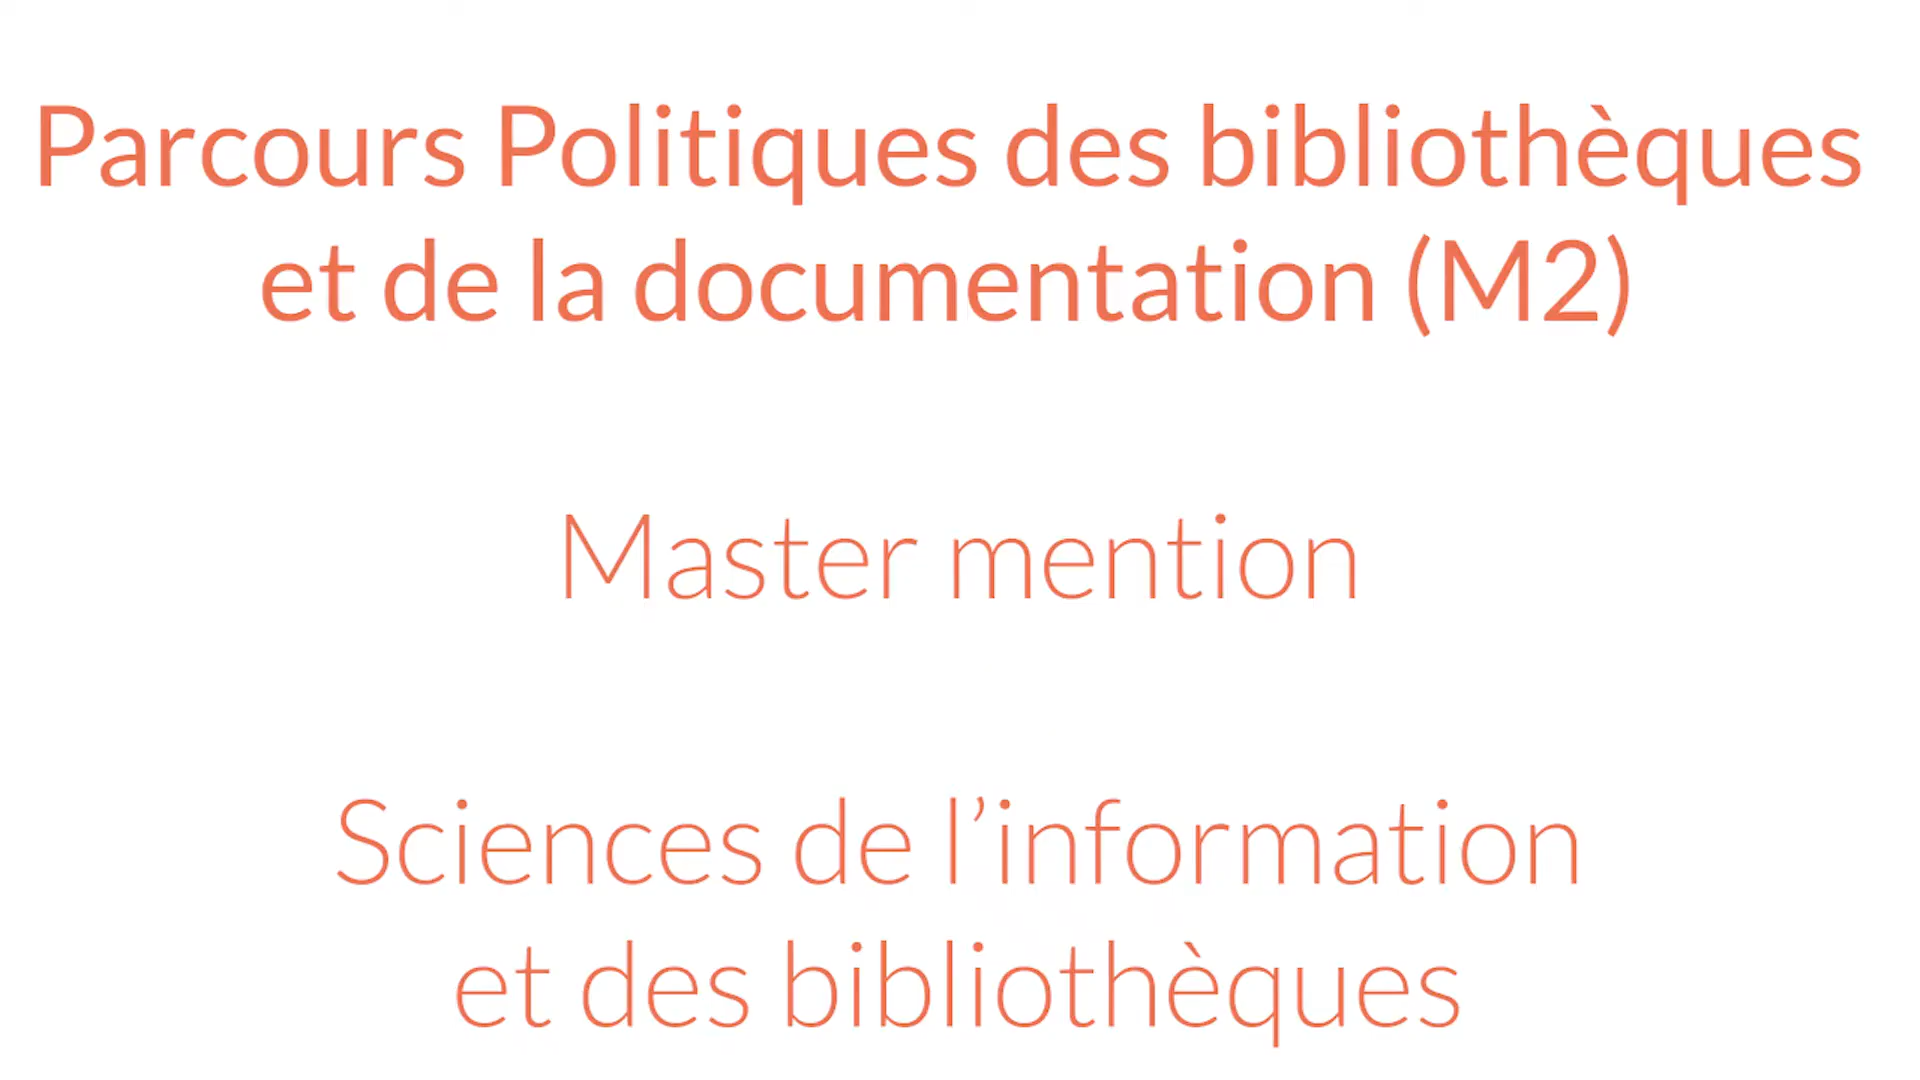 Parcours Politiques des bibliothèques
et de la documentation (M2)
Master mention
Sciences de l’information
et des bibliothèques